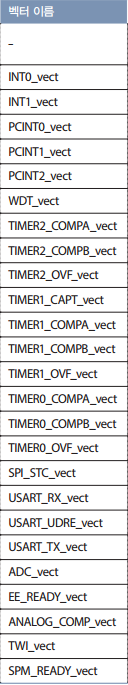 벡터 이름
–
INT0_vect
INT1_vect
PCINT0_vect
PCINT1_vect
PCINT2_vect
WDT_vect
TIMER2_COMPA_vect
TIMER2_COMPB_vect
TIMER2_OVF_vect
TIMER1_CAPT_vect
TIMER1_COMPA_vect
TIMER1_COMPB_vect
TIMER1_OVF_vect
TIMER0_COMPA_vect
TIMER0_COMPB_vect
TIMER0_OVF_vect
SPI_STC_vect
USART_RX_vect
USART_UDRE_vect
USART_TX_vect
ADC_vect
EE_READY_vect
ANALOG_COMP_vect
TWI_vect
SPM_READY_vect